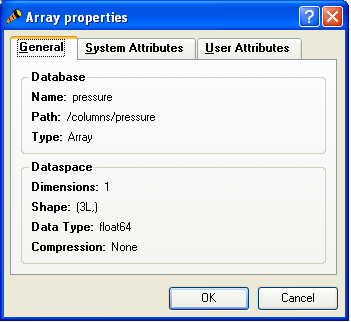 Array properties
General System Attributes User Attributes
Database
Name: pressure
Path: /columns/pressure
Type: Array
Dataspace
Dimensions: 1
Shape: (3L,)
Data Type: float64
Compression: None
OK Cancel